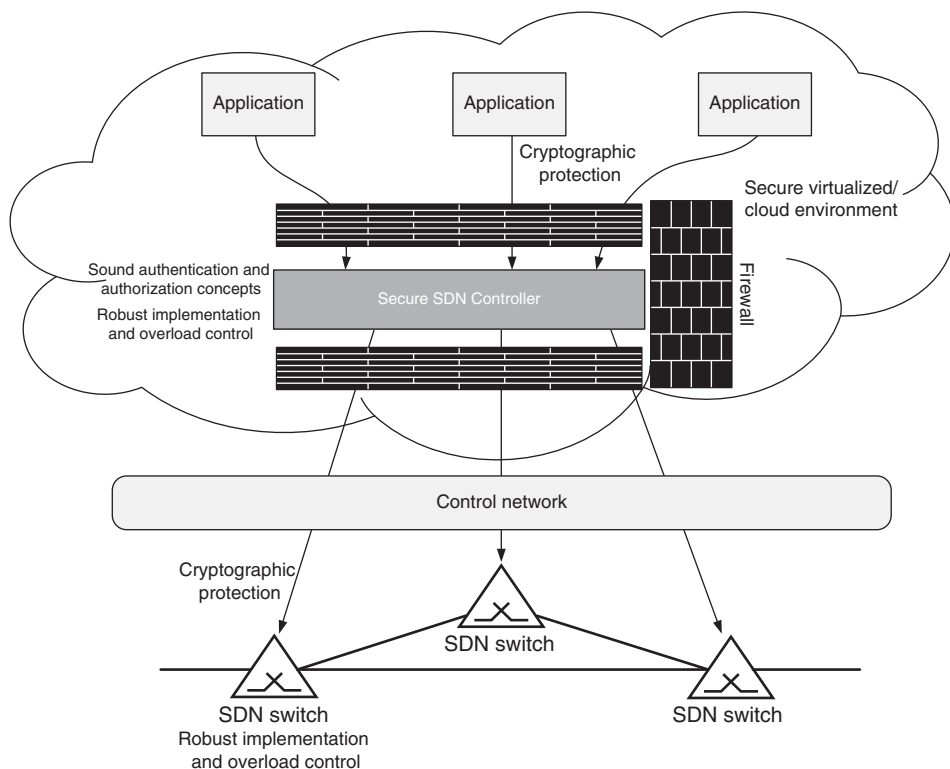 Application
Application
Application
Cryptographic
protection
Secure virtualized/
cloud environment
Sound authentication and
authorization concepts
Robust implementation
and overload control
Secure SDN Controller
Firewall
Control network
Cryptographic
protection
SDN switch
SDN switch
SDN switch
Robust implementation
and overload control